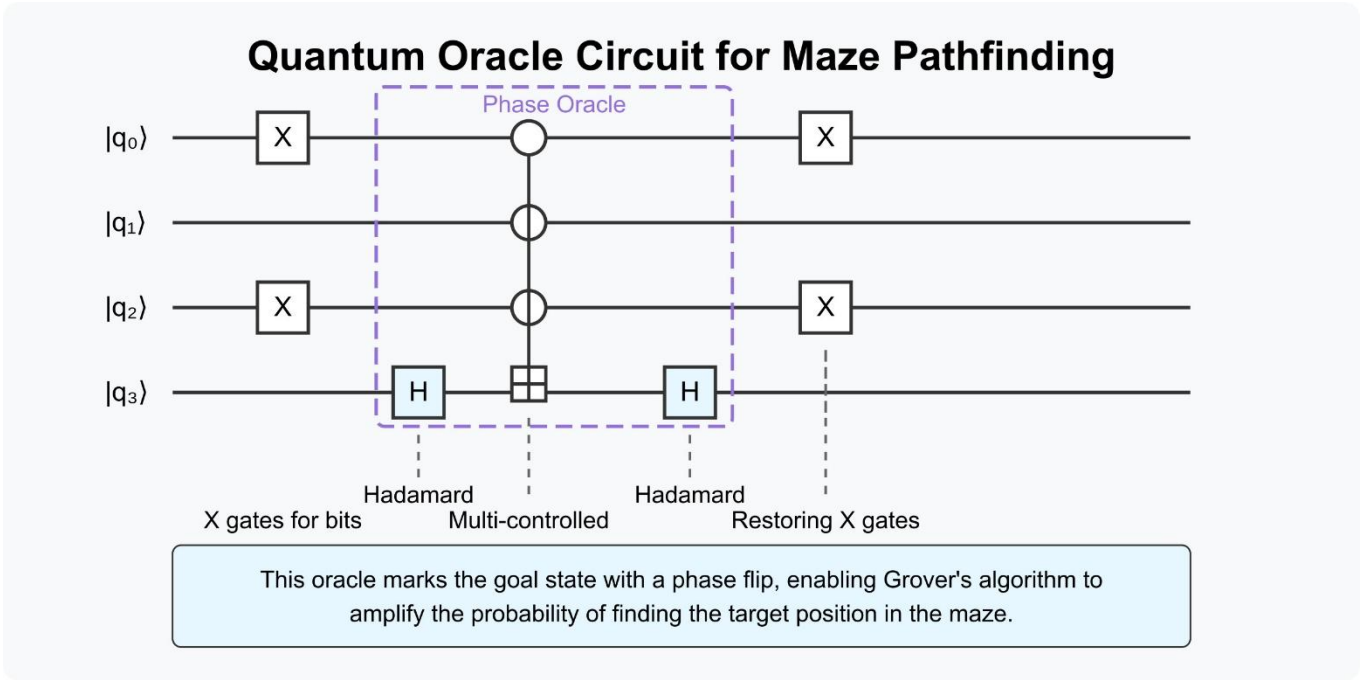 Quantum Oracle Circuit for Maze Pathfinding
Phase Oracle
|q₀⟩ X X
|q₁⟩
|q₂⟩ X X
|q₃⟩ H H
Hadamard Hadamard
X gates for bits Multi-controlled Restoring X gates
This oracle marks the goal state with a phase flip, enabling Grover's algorithm to
amplify the probability of finding the target position in the maze.